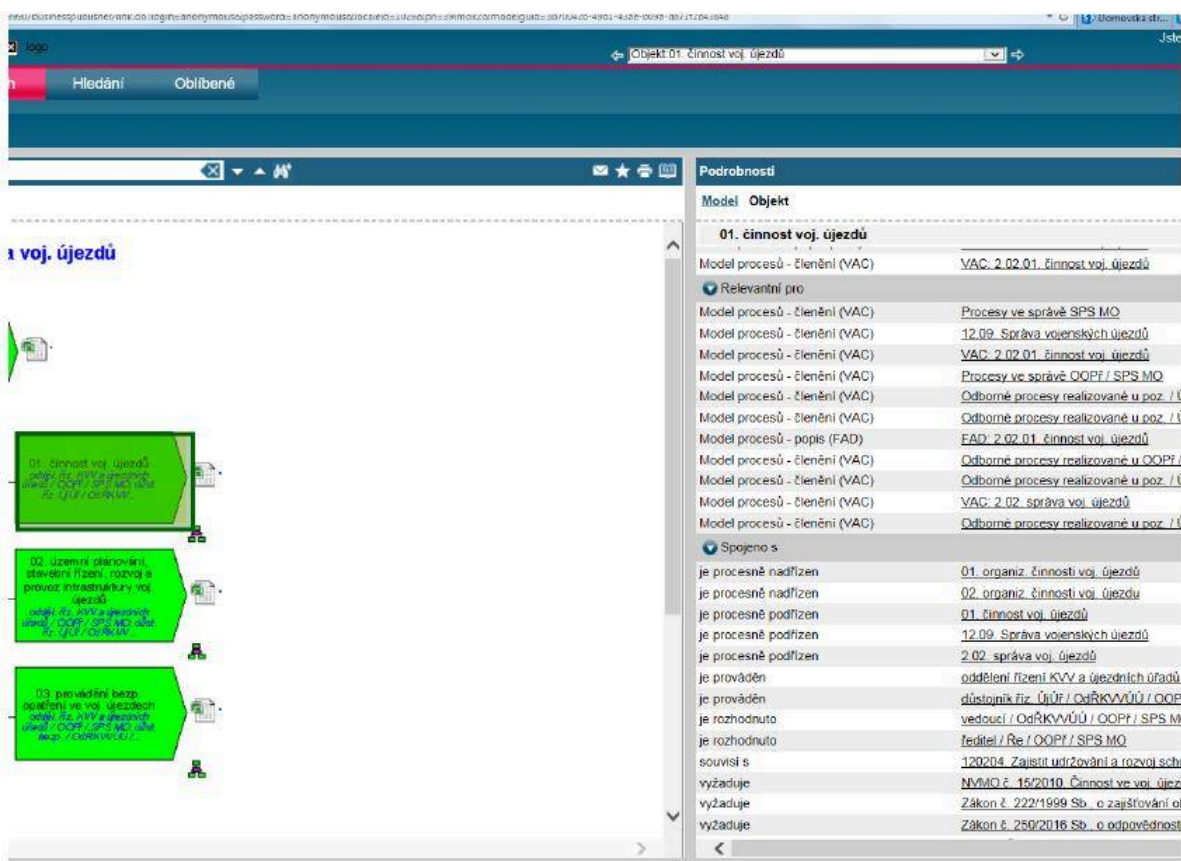 logo
Objekt 01. činnost voj. újezdů
Jste
Hledání
Oblíbené
Podrobnosti
Model Objekt
01. činnost voj. újezdů
Model procesů - členění (VAC) VAC: 2.02.01. činnost voj. újezdů
Relevantní pro
Model procesů - členění (VAC) Procesy ve správě SPS MO
Model procesů - členění (VAC) 12.09. Správa vojenských újezdů
Model procesů - členění (VAC) VAC: 2.02.01. činnost voj. újezdů
Model procesů - členění (VAC) Procesy ve správě OOPř / SPS MO
Model procesů - členění (VAC) Odborné procesy realizované u poz. /
Model procesů - členění (VAC) Odborné procesy realizované u poz. /
Model procesů - popis (FAD) FAD: 2.02.01. činnost voj. újezdů
Model procesů - členění (VAC) Odborné procesy realizované u OOPř /
Model procesů - členění (VAC) Odborné procesy realizované u poz. /
Model procesů - členění (VAC) VAC: 2.02. správa voj. újezdů
Model procesů - členění (VAC) Odborné procesy realizované u poz. /
Spojeno s
je procesně nadřízen 01. organiz. činnosti voj. újezdů
je procesně nadřízen 02. organiz. činnosti voj. újezdu
je procesně podřízen 01. činnost voj. újezdů
je procesně podřízen 12.09. Správa vojenských újezdů
je procesně podřízen 2.02. správa voj. újezdů
je prováděn oddělení řízení KVV a újezdních úřadů
je prováděn důstojník říz. ÚjÚř / OdŘKVVÚÚ / OOP
je rozhodnuto vedoucí / OdŘKVVÚÚ / OOPř / SPS M
je rozhodnuto ředitel / Ře / OOPř / SPS MO
souvisí s 120204. Zajistit udržování a rozvoj sch
vyžaduje NVMO č. 15/2010. Činnost ve voj. újez
vyžaduje Zákon č. 222/1999 Sb., o zajišťování o
vyžaduje Zákon č. 250/2016 Sb., o odpovědnost
a voj. újezdů
01. činnost voj. újezdů
02. územní plánování,
stavební řízení, rozvoj a
provoz infrastruktury voj.
újezdů
03. provádění bezp.
opatření ve voj. újezdech